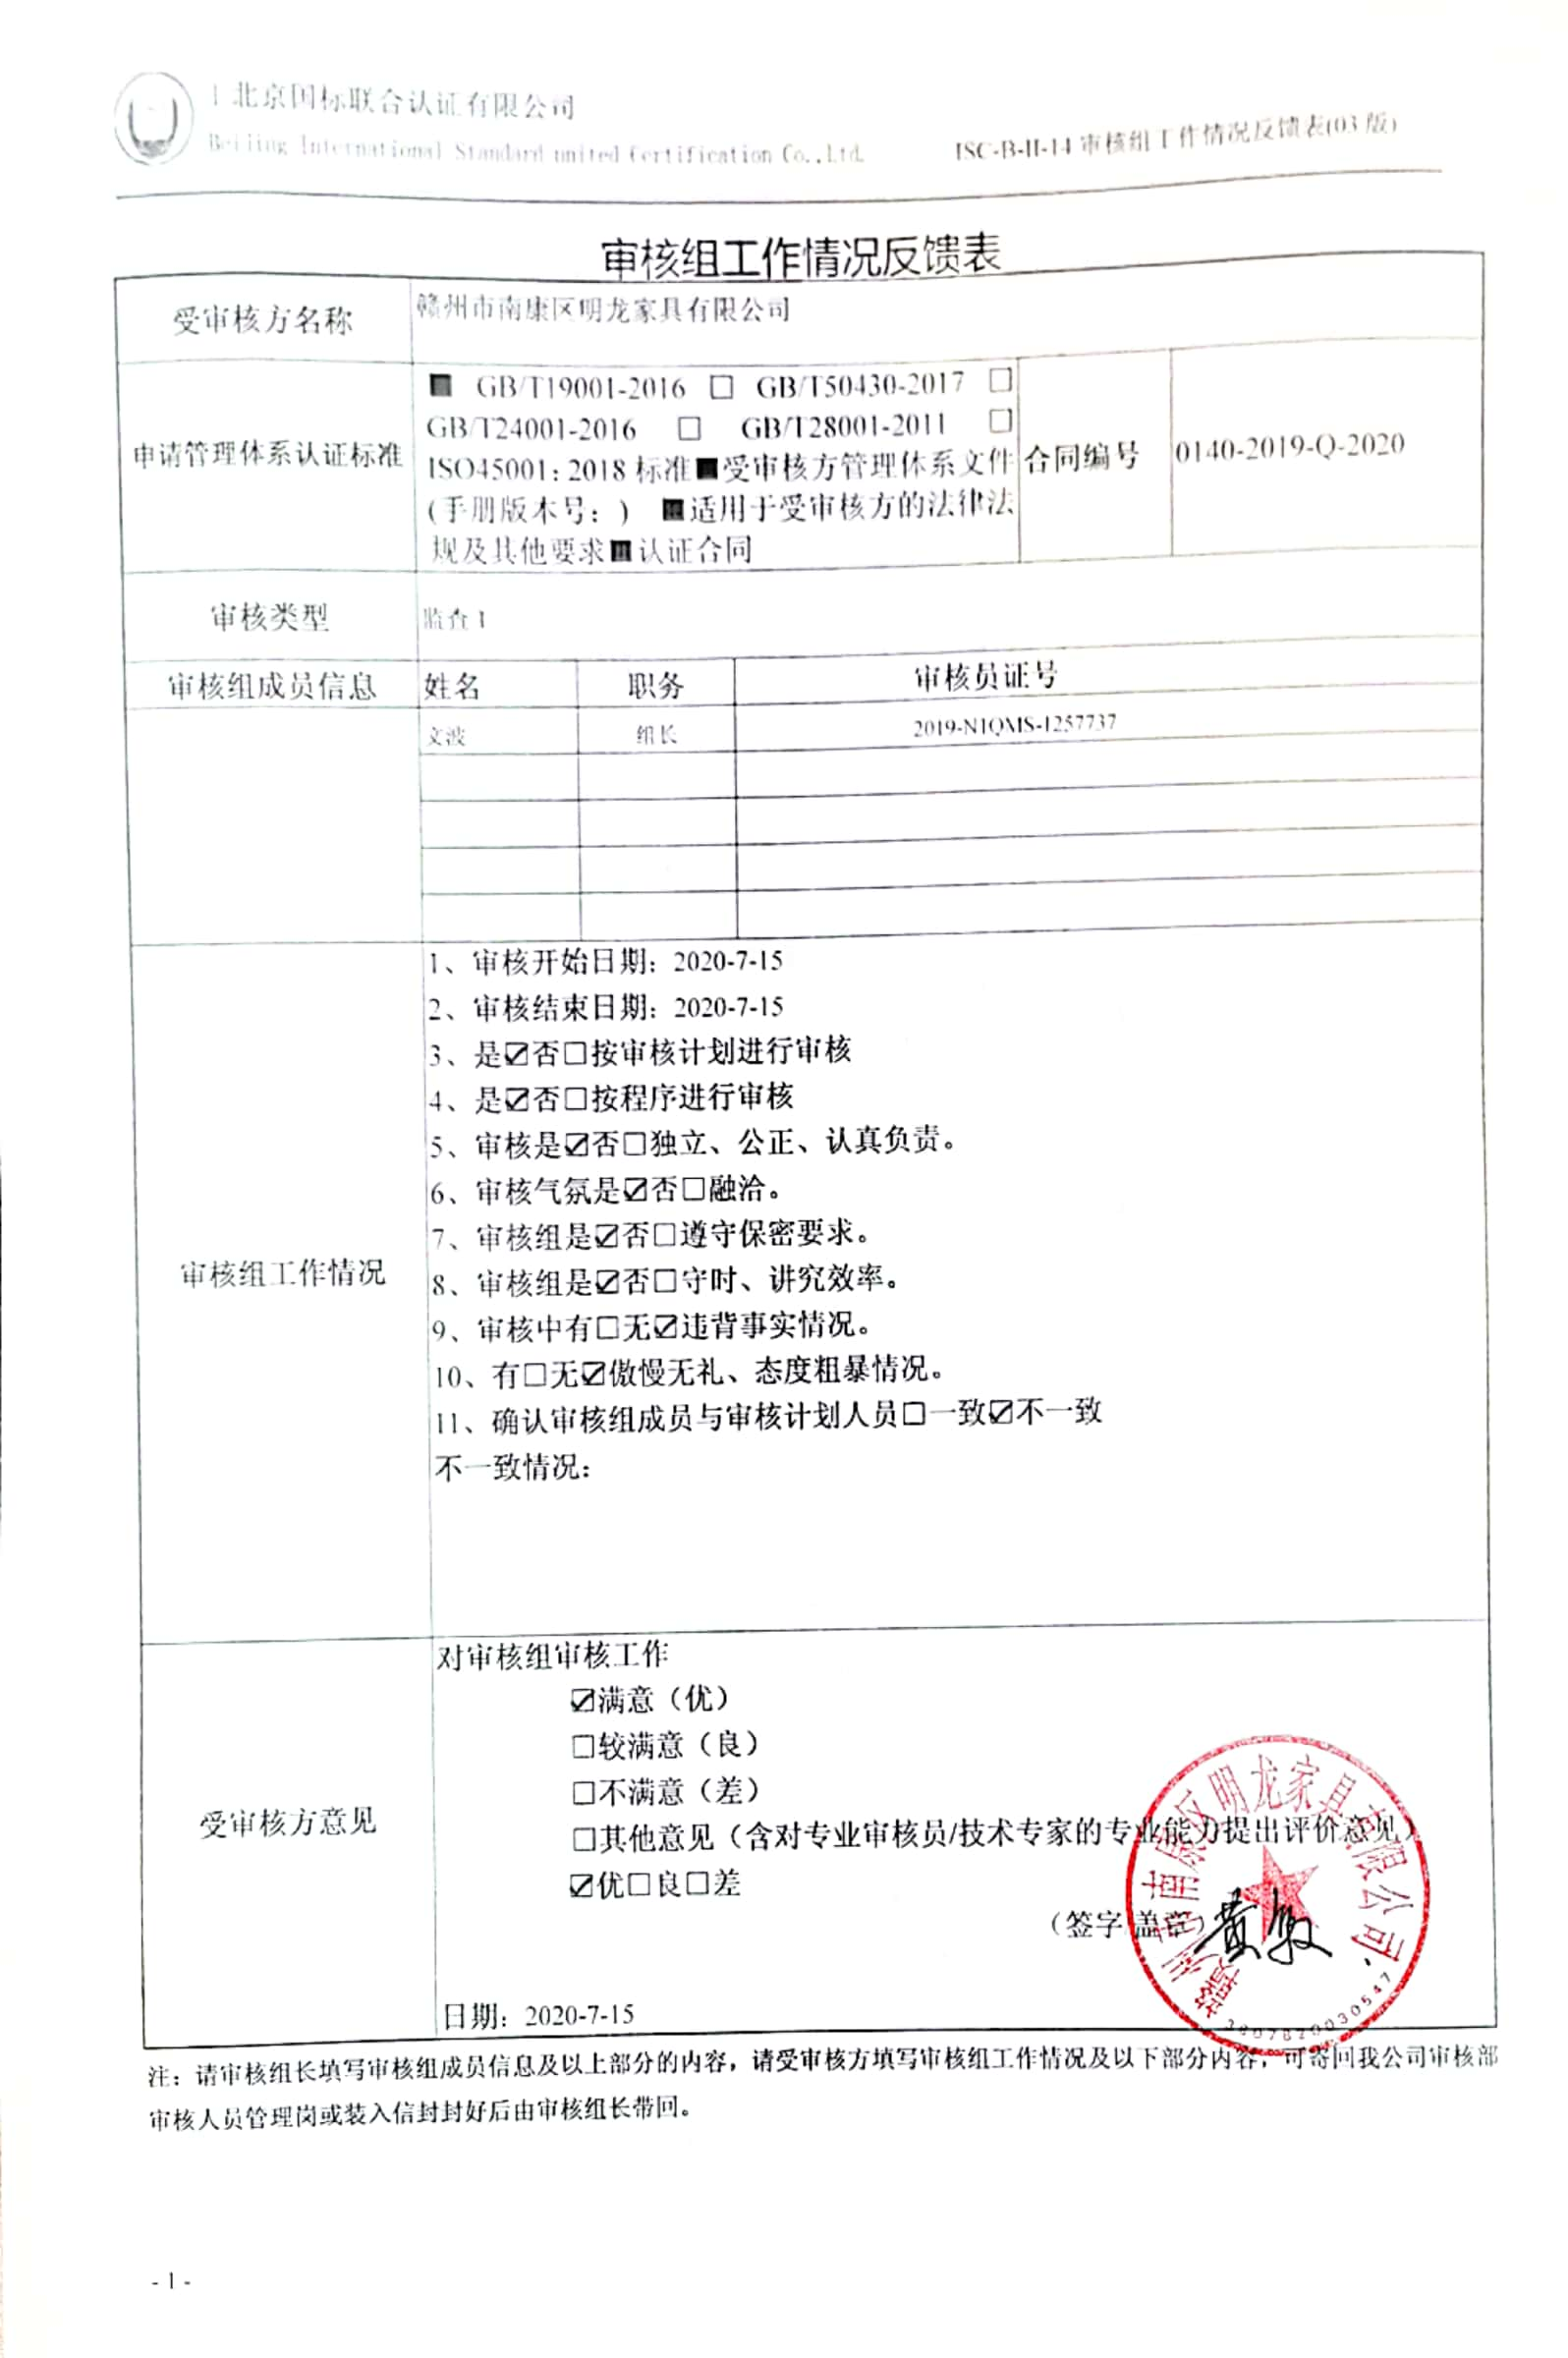 北京国标联合认证有限公司
Beijing International Standard united Certification Co.,Ltd.
ISC-B-II-14 审核组工作情况反馈表(03 版)
审核组工作情况反馈表
受审核方名称
赣州市南康区明龙家具有限公司
申请管理体系认证标准
■ GB/T19001-2016 □ GB/T50430-2017 □
GB/T24001-2016 □ GB/T28001-2011 □
ISO45001: 2018 标准■受审核方管理体系文件
(手册版本号: ) ■适用于受审核方的法律法
规及其他要求■认证合同
合同编号
0140-2019-Q-2020
审核类型
监查 1
审核组成员信息
姓名 职务 审核员证号
文波 组长 2019-N1QMS-1257737
审核组工作情况
1、审核开始日期: 2020-7-15
2、审核结束日期: 2020-7-15
3、是☑否□按审核计划进行审核
4、是☑否□按程序进行审核
5、审核是☑否□独立、公正、认真负责。
6、审核气氛是☑否□融洽。
7、审核组是☑否□遵守保密要求。
8、审核组是☑否□守时、讲究效率。
9、审核中有□无☑违背事实情况。
10、有□无☑傲慢无礼、态度粗暴情况。
11、确认审核组成员与审核计划人员□一致☑不一致
不一致情况:
受审核方意见
对审核组审核工作
☑满意（优）
□较满意（良）
□不满意（差）
□其他意见（含对专业审核员/技术专家的专业能力提出评价意见）
☑优□良□差
（签字 盖章）
赣州市南康区明龙家具有限公司
日期: 2020-7-15
注：请审核组长填写审核组成员信息及以上部分的内容，请受审核方填写审核组工作情况及以下部分内容，可寄回我公司审核部
审核人员管理岗或装入信封封好后由审核组长带回。
- 1 -